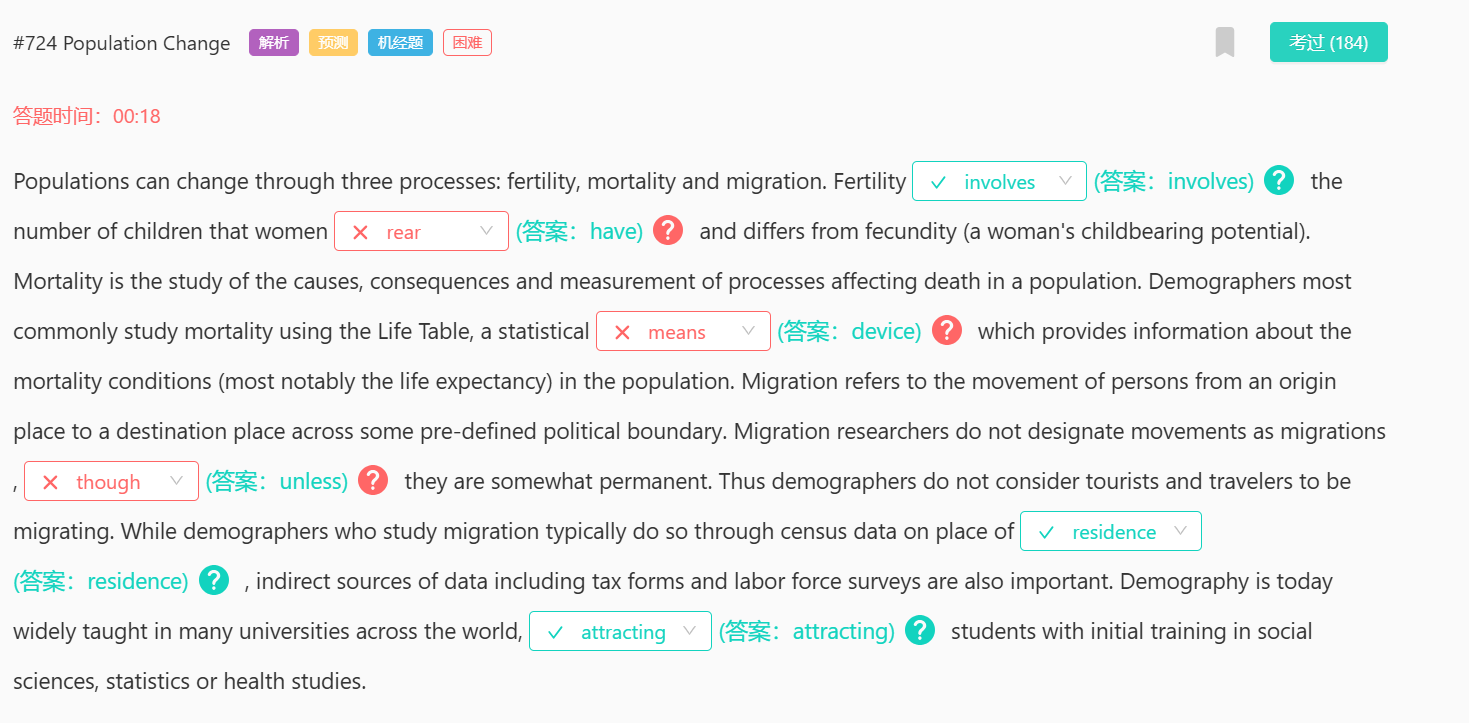 #724 Population Change 解析 预测 机经题 困难 考过 (184)
答题时间：00:18
Populations can change through three processes: fertility, mortality and migration. Fertility involves (答案：involves) ? the
number of children that women rear (答案：have) ? and differs from fecundity (a woman's childbearing potential).
Mortality is the study of the causes, consequences and measurement of processes affecting death in a population. Demographers most
commonly study mortality using the Life Table, a statistical means (答案：device) ? which provides information about the
mortality conditions (most notably the life expectancy) in the population. Migration refers to the movement of persons from an origin
place to a destination place across some pre-defined political boundary. Migration researchers do not designate movements as migrations
, though (答案：unless) ? they are somewhat permanent. Thus demographers do not consider tourists and travelers to be
migrating. While demographers who study migration typically do so through census data on place of residence
(答案：residence) ? , indirect sources of data including tax forms and labor force surveys are also important. Demography is today
widely taught in many universities across the world, attracting (答案：attracting) ? students with initial training in social
sciences, statistics or health studies.